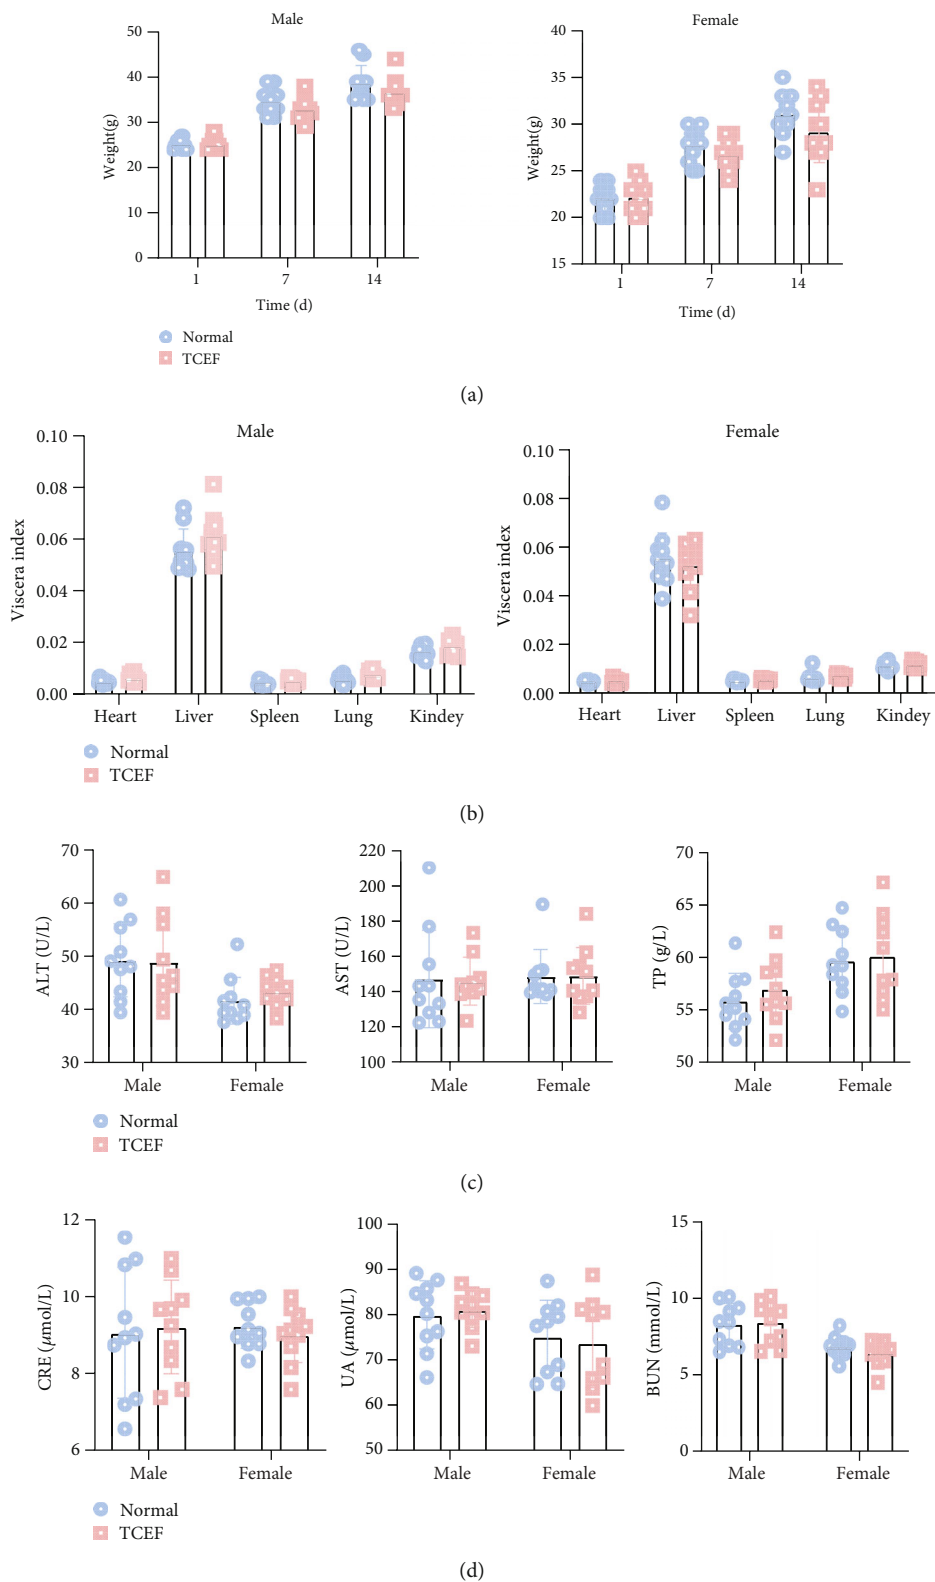 Male
Female
50
40
30
20
10
0
Weight(g)
1
7
14
Time (d)
40
35
30
25
20
15
Weight(g)
1
7
14
Time (d)
Normal
TCEF
(a)
Male
Female
0.10
0.08
0.06
0.04
0.02
0.00
Viscera index
Heart
Liver
Spleen
Lung
Kindey
0.10
0.08
0.06
0.04
0.02
0.00
Viscera index
Heart
Liver
Spleen
Lung
Kindey
Normal
TCEF
(b)
70
60
50
40
30
ALT (U/L)
Male
Female
220
200
180
160
140
120
100
AST (U/L)
Male
Female
70
65
60
55
50
TP (g/L)
Male
Female
Normal
TCEF
(c)
12
10
8
6
CRE (μmol/L)
Male
Female
100
90
80
70
60
50
UA (μmol/L)
Male
Female
15
10
5
0
BUN (mmol/L)
Male
Female
Normal
TCEF
(d)